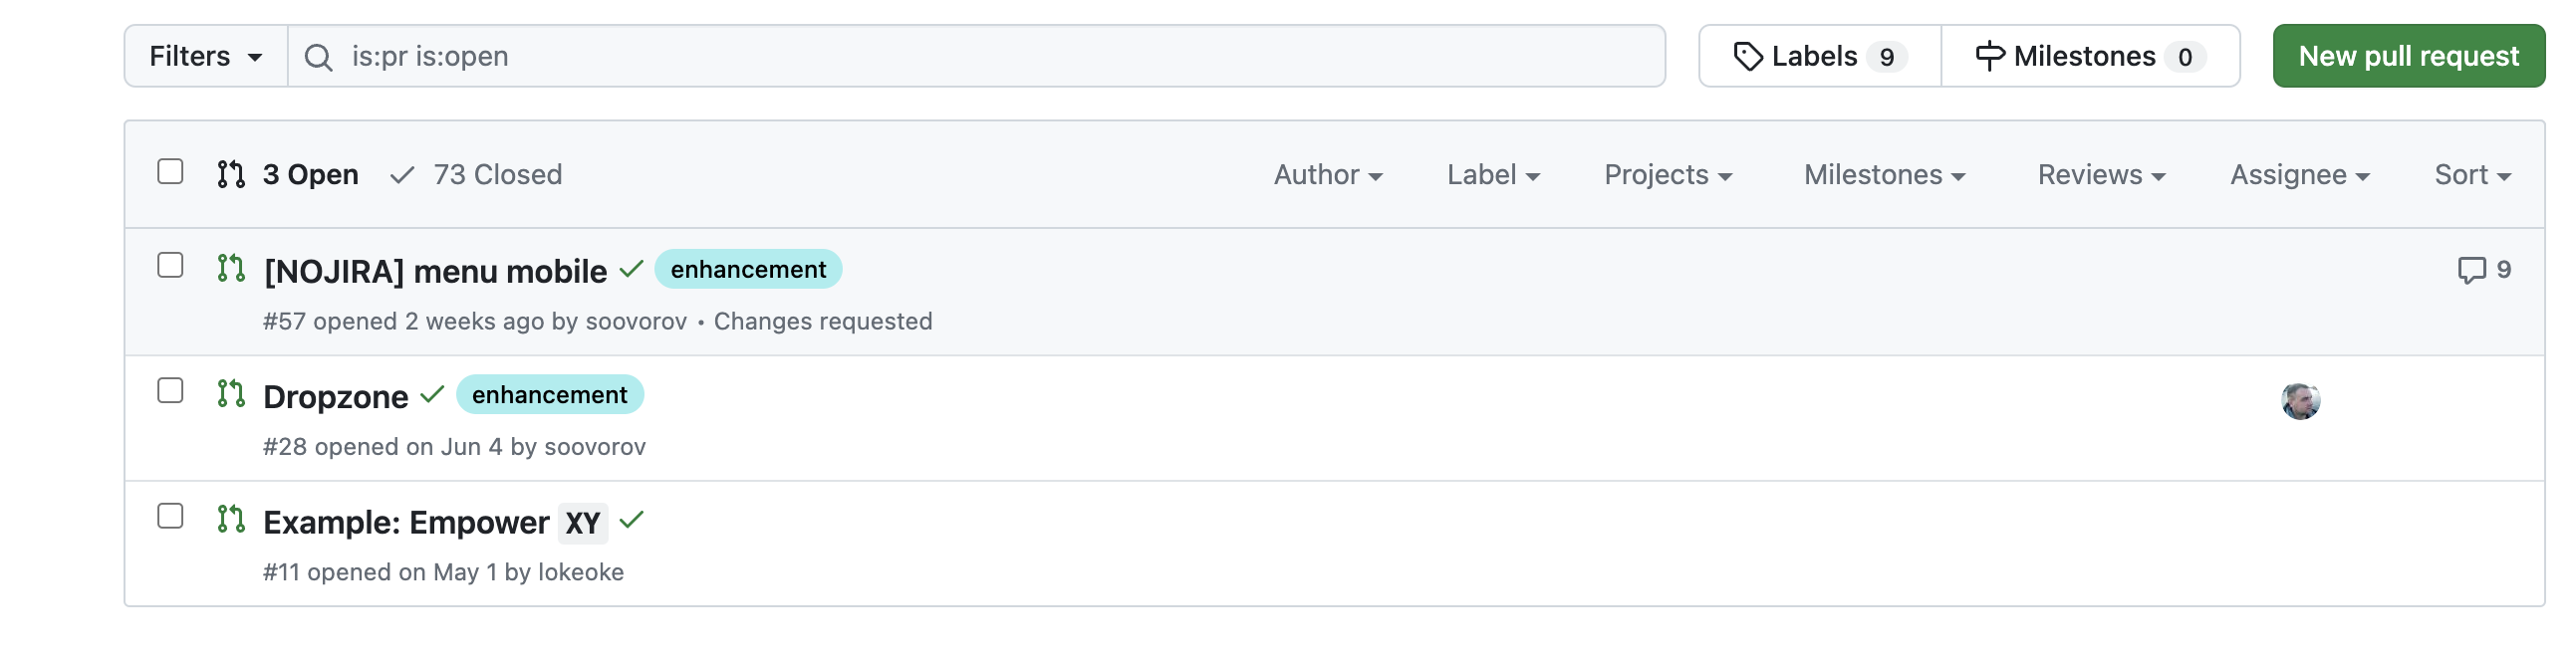 Filters is:pr is:open Labels 9 Milestones 0 New pull request
3 Open 73 Closed Author Label Projects Milestones Reviews Assignee Sort
[NOJIRA] menu mobile enhancement 9
#57 opened 2 weeks ago by soovorov • Changes requested
Dropzone enhancement
#28 opened on Jun 4 by soovorov
Example: Empower XY
#11 opened on May 1 by lokeoke